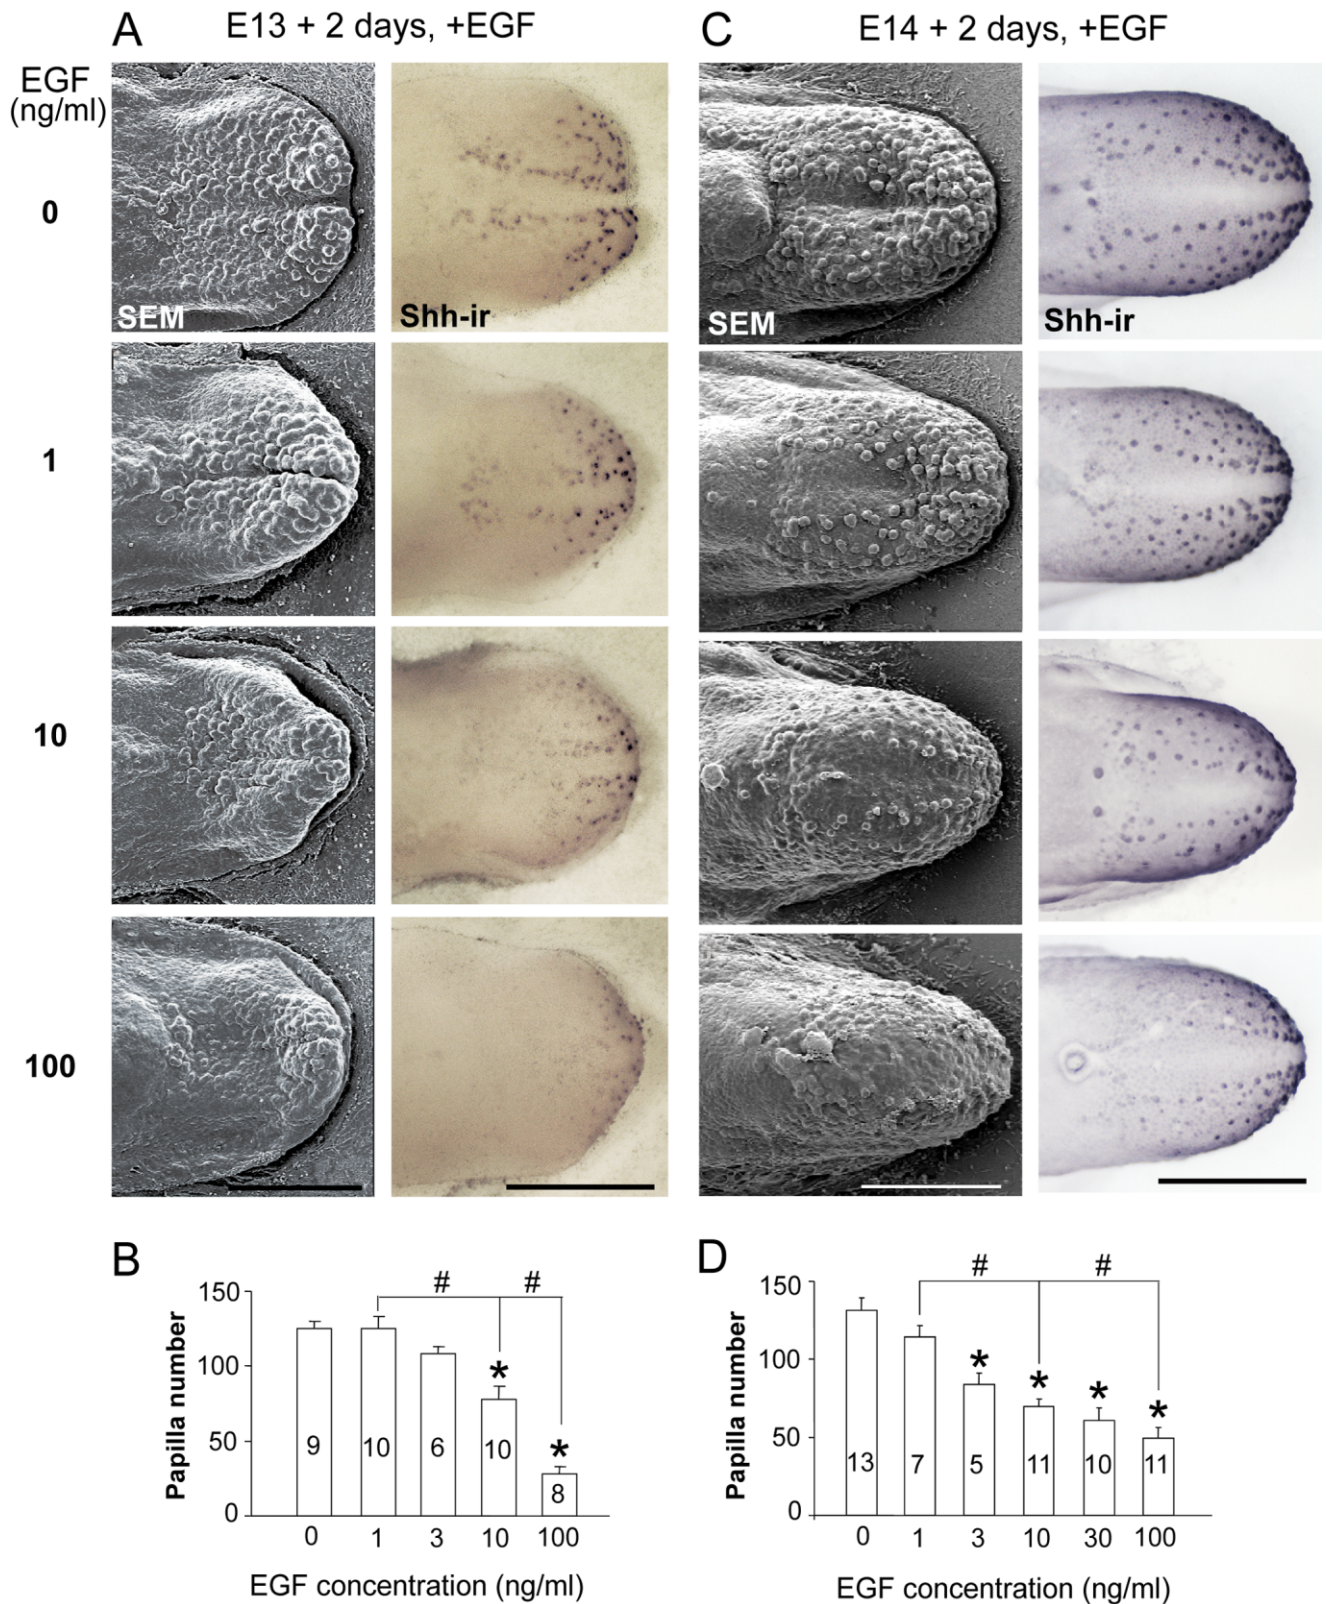 A E13 + 2 days, +EGF
C E14 + 2 days, +EGF
EGF
(ng/ml)
0
SEM
Shh-ir
SEM
Shh-ir
1
10
100
B
# #
150
100
50
0
Papilla number
* *
9 10 6 10 8
0 1 3 10 100
EGF concentration (ng/ml)
D
# #
150
100
50
0
Papilla number
* * * *
13 7 5 11 10 11
0 1 3 10 30 100
EGF concentration (ng/ml)